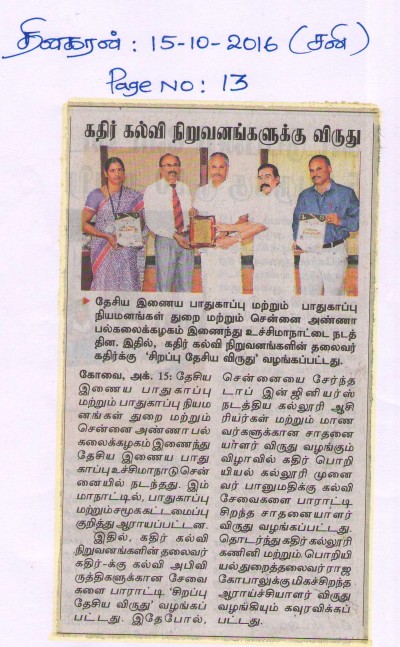 தினகரன் : 15-10-2016 (சனி)
Page No: 13
கதிர் கல்வி நிறுவனங்களுக்கு விருது
தேசிய இணைய பாதுகாப்பு மற்றும் பாதுகாப்பு
நியமனங்கள் துறை மற்றும் சென்னை அண்ணா
பல்கலைக்கழகம் இணைந்து உச்சிமாநாட்டை நடத்
தின. இதில், கதிர் கல்வி நிறுவனங்களின் தலைவர்
கதிர்க்கு 'சிறப்பு தேசிய விருது' வழங்கப்பட்டது.
கோவை, அக். 15: தேசிய
இணைய பாதுகாப்பு
மற்றும் பாதுகாப்பு நியம
னங்கள் துறை மற்றும்
சென்னை அண்ணா பல்
கலைக்கழகம் இணைந்து
தேசிய இணைய பாது
காப்பு உச்சிமாநாடு சென்
னையில் நடந்தது. இம்
மாநாட்டில், பாதுகாப்பு
மற்றும் சமூக கட்டமைப்பு
குறித்து ஆராயப்பட்டன.
இதில், கதிர் கல்வி
நிறுவனங்களின் தலைவர்
கதிர்-க்கு கல்வி அபிவி
ருத்திகளுக்கான சேவை
களை பாராட்டி 'சிறப்பு
தேசிய விருது' வழங்கப்
பட்டது. இதேபோல்,
சென்னையை சேர்ந்த
டாப் இன்ஜினியர்ஸ்
நடத்திய கல்லூரி ஆசி
ரியர்கள் மற்றும் மாண
வர்களுக்கான சாதனை
யாளர் விருது வழங்கும்
விழாவில் கதிர் பொறி
யியல் கல்லூரி முனை
வர் பானுமதிக்கு கல்வி
சேவைகளை பாராட்டி
சிறந்த சாதனையாளர்
விருது வழங்கப்பட்டது.
தொடர்ந்து கதிர் கல்லூரி
கணினி மற்றும் பொறியி
யல் துறை தலைவர் ராஜ
கோபாலுக்கு மிகச்சிறந்த
ஆராய்ச்சியாளர் விருது
வழங்கியும் கவுரவிக்கப்
பட்டது.